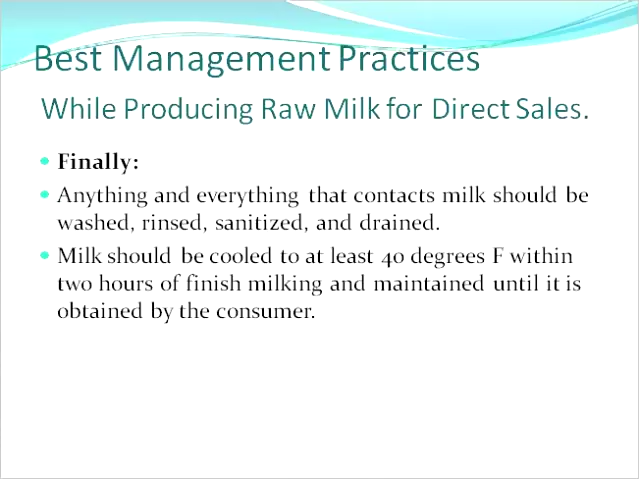 Best Management Practices
While Producing Raw Milk for Direct Sales.
Finally:
Anything and everything that contacts milk should be
washed, rinsed, sanitized, and drained.
Milk should be cooled to at least 40 degrees F within
two hours of finish milking and maintained until it is
obtained by the consumer.